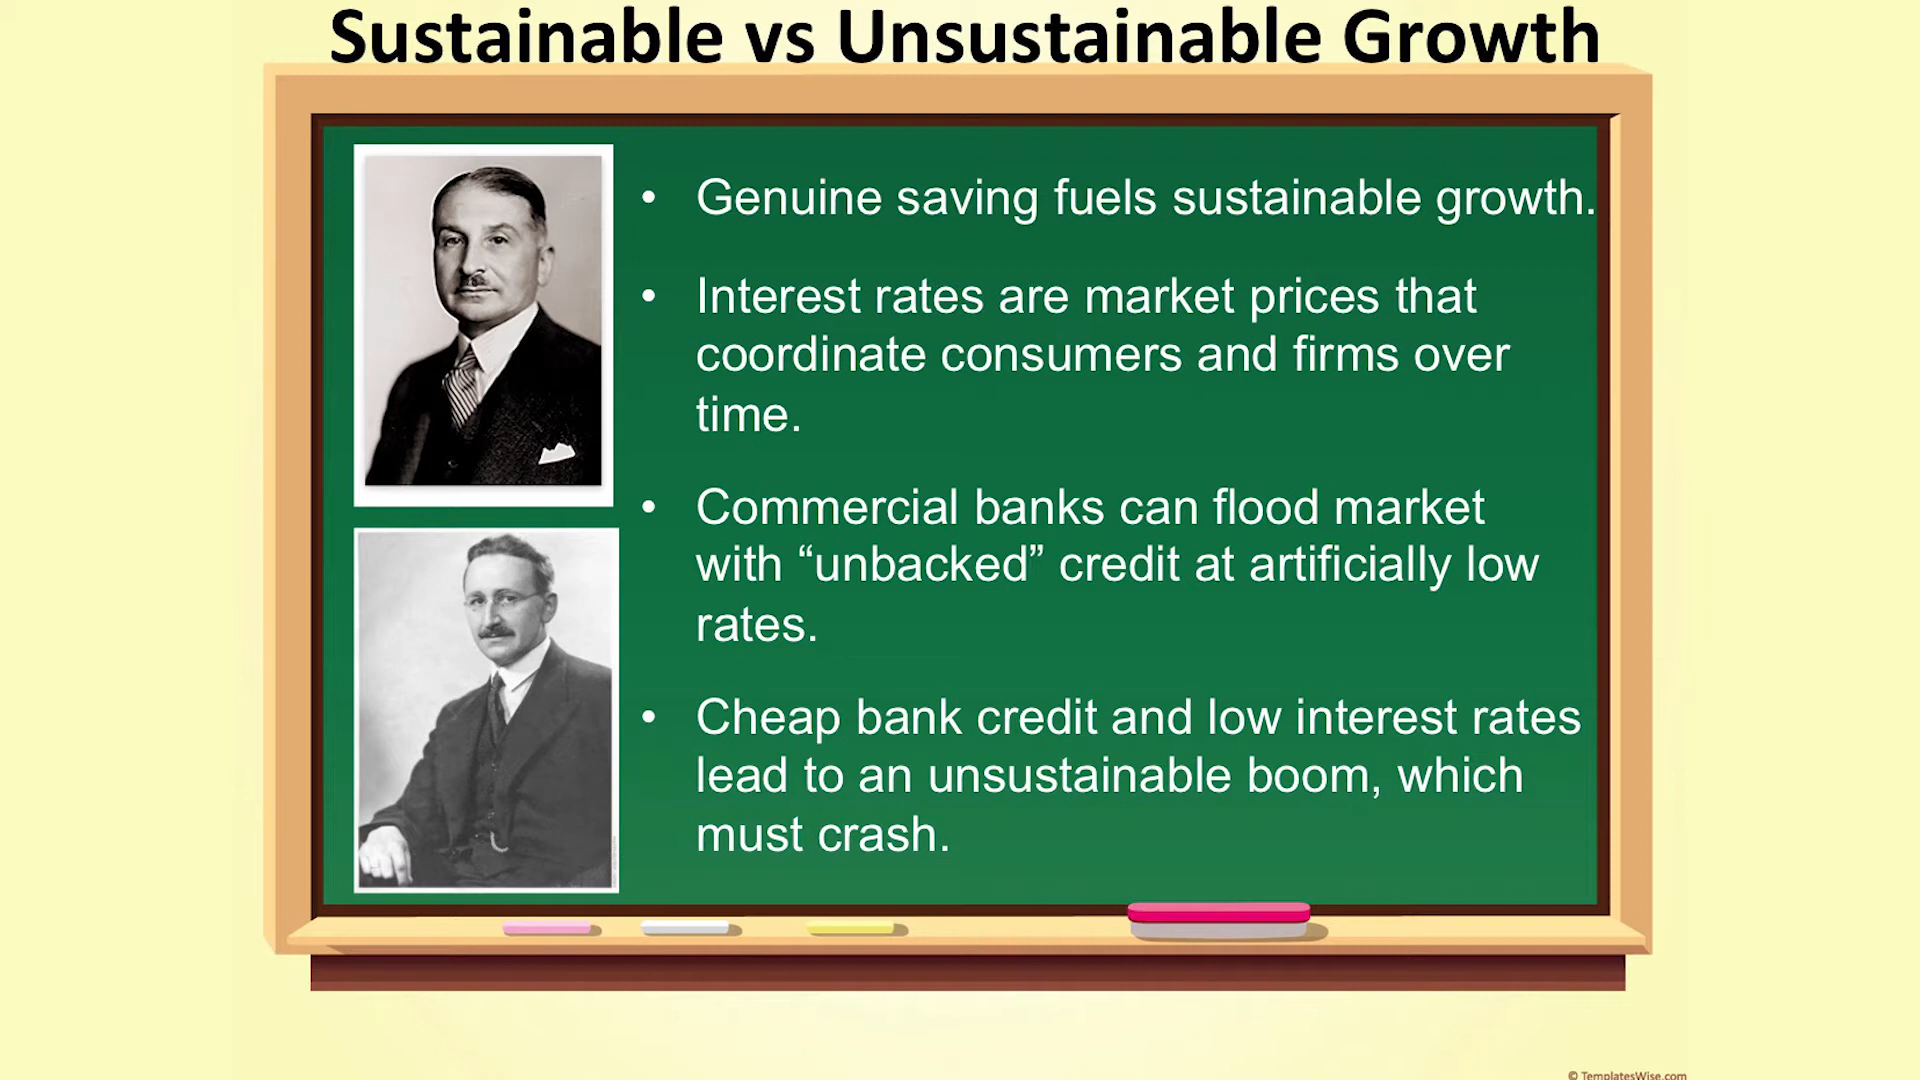 Sustainable vs Unsustainable Growth
• Genuine saving fuels sustainable growth.
• Interest rates are market prices that
coordinate consumers and firms over
time.
• Commercial banks can flood market
with “unbacked” credit at artificially low
rates.
• Cheap bank credit and low interest rates
lead to an unsustainable boom, which
must crash.
© TemplatesWise.com